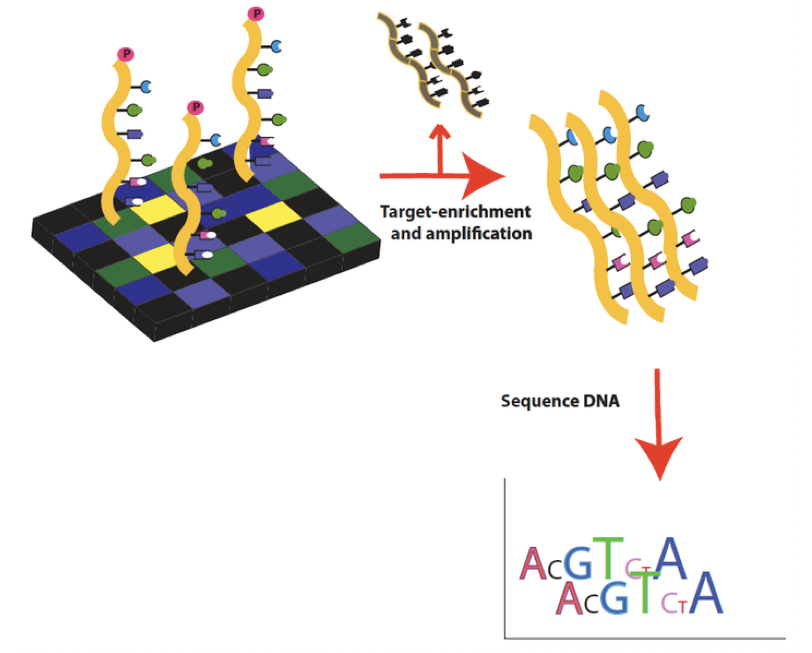 P
P
P
Target-enrichment
and amplification
Sequence DNA
ACGTCTA
ACGTCTA